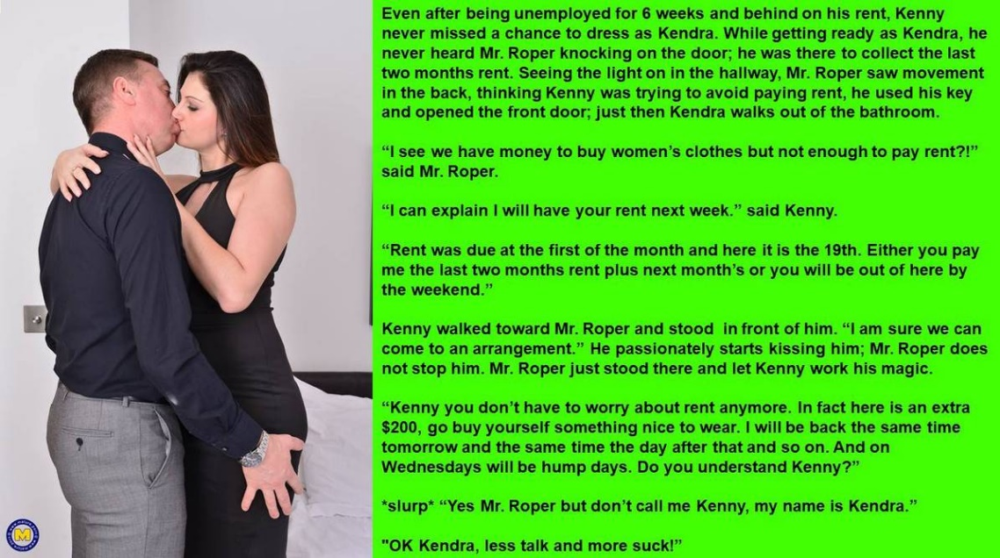 Even after being unemployed for 6 weeks and behind on his rent, Kenny
never missed a chance to dress as Kendra. While getting ready as Kendra, he
never heard Mr. Roper knocking on the door; he was there to collect the last
two months rent. Seeing the light on in the hallway, Mr. Roper saw movement
in the back, thinking Kenny was trying to avoid paying rent, he used his key
and opened the front door; just then Kendra walks out of the bathroom.
“I see we have money to buy women’s clothes but not enough to pay rent?!”
said Mr. Roper.
“I can explain I will have your rent next week.” said Kenny.
“Rent was due at the first of the month and here it is the 19th. Either you pay
me the last two months rent plus next month’s or you will be out of here by
the weekend.”
Kenny walked toward Mr. Roper and stood  in front of him. “I am sure we can
come to an arrangement.” He passionately starts kissing him; Mr. Roper does
not stop him. Mr. Roper just stood there and let Kenny work his magic.
“Kenny you don’t have to worry about rent anymore. In fact here is an extra
$200, go buy yourself something nice to wear. I will be back the same time
tomorrow and the same time the day after that and so on. And on
Wednesdays will be hump days. Do you understand Kenny?”
*slurp* “Yes Mr. Roper but don’t call me Kenny, my name is Kendra.”
"OK Kendra, less talk and more suck!”
M